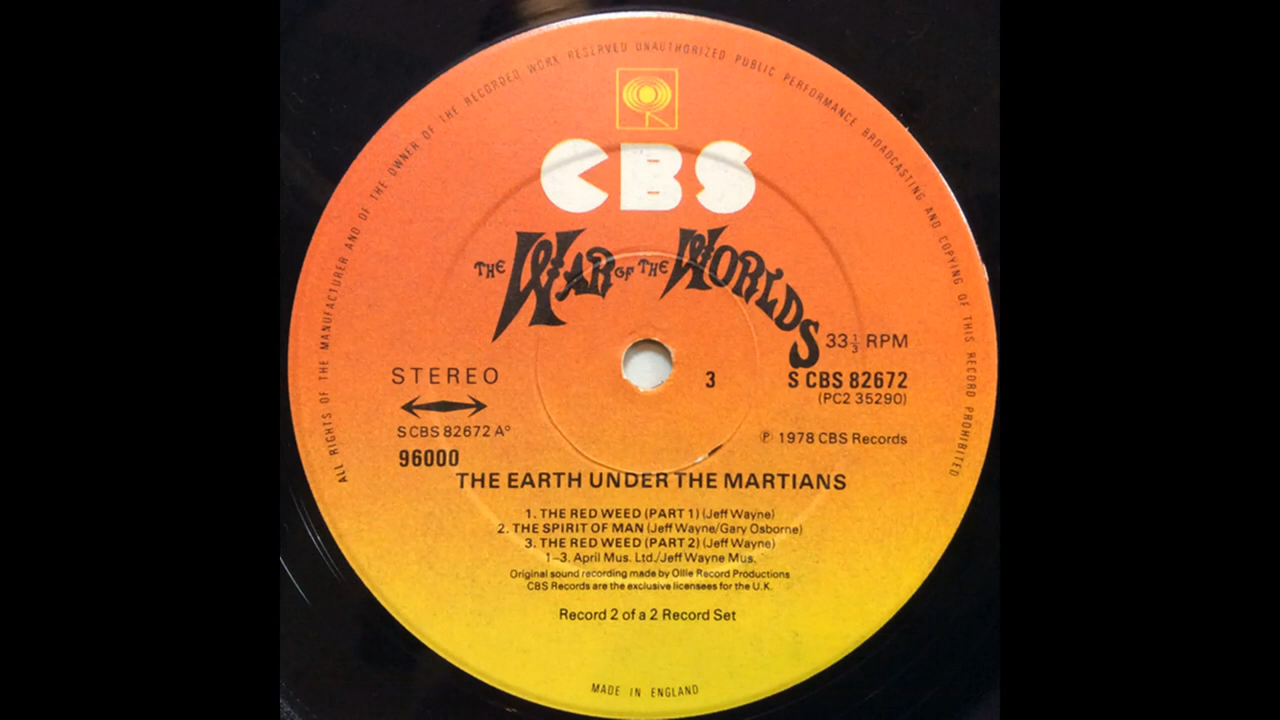 ALL RIGHTS OF THE MANUFACTURER AND OF THE OWNER OF THE RECORDED WORK RESERVED UNAUTHORIZED PUBLIC PERFORMANCE BROADCASTING AND COPYING OF THIS RECORD PROHIBITED
CBS
THE WAR OF THE WORLDS
33⅓ RPM
STEREO
3
S CBS 82672
(PC2 35290)
S CBS 82672 A°
℗ 1978 CBS Records
96000
THE EARTH UNDER THE MARTIANS
1. THE RED WEED (PART 1) (Jeff Wayne)
2. THE SPIRIT OF MAN (Jeff Wayne/Gary Osborne)
3. THE RED WEED (PART 2) (Jeff Wayne)
1–3. April Mus. Ltd./Jeff Wayne Mus.
Original sound recording made by Ollie Record Productions
CBS Records are the exclusive licensees for the U.K.
Record 2 of a 2 Record Set
MADE IN ENGLAND